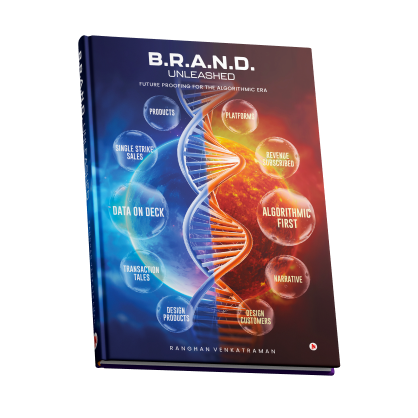 B.R.A.N.D.
UNLEASHED
FUTURE PROOFING FOR THE ALGORITHMIC ERA
PRODUCTS
PLATFORMS
SINGLE STRIKE
SALES
REVENUE
SUBSCRIBED
DATA ON DECK
ALGORITHMIC
FIRST
TRANSACTION
TALES
NARRATIVE
DESIGN
PRODUCTS
DESIGN
CUSTOMERS
RANGHAN VENKATRAMAN